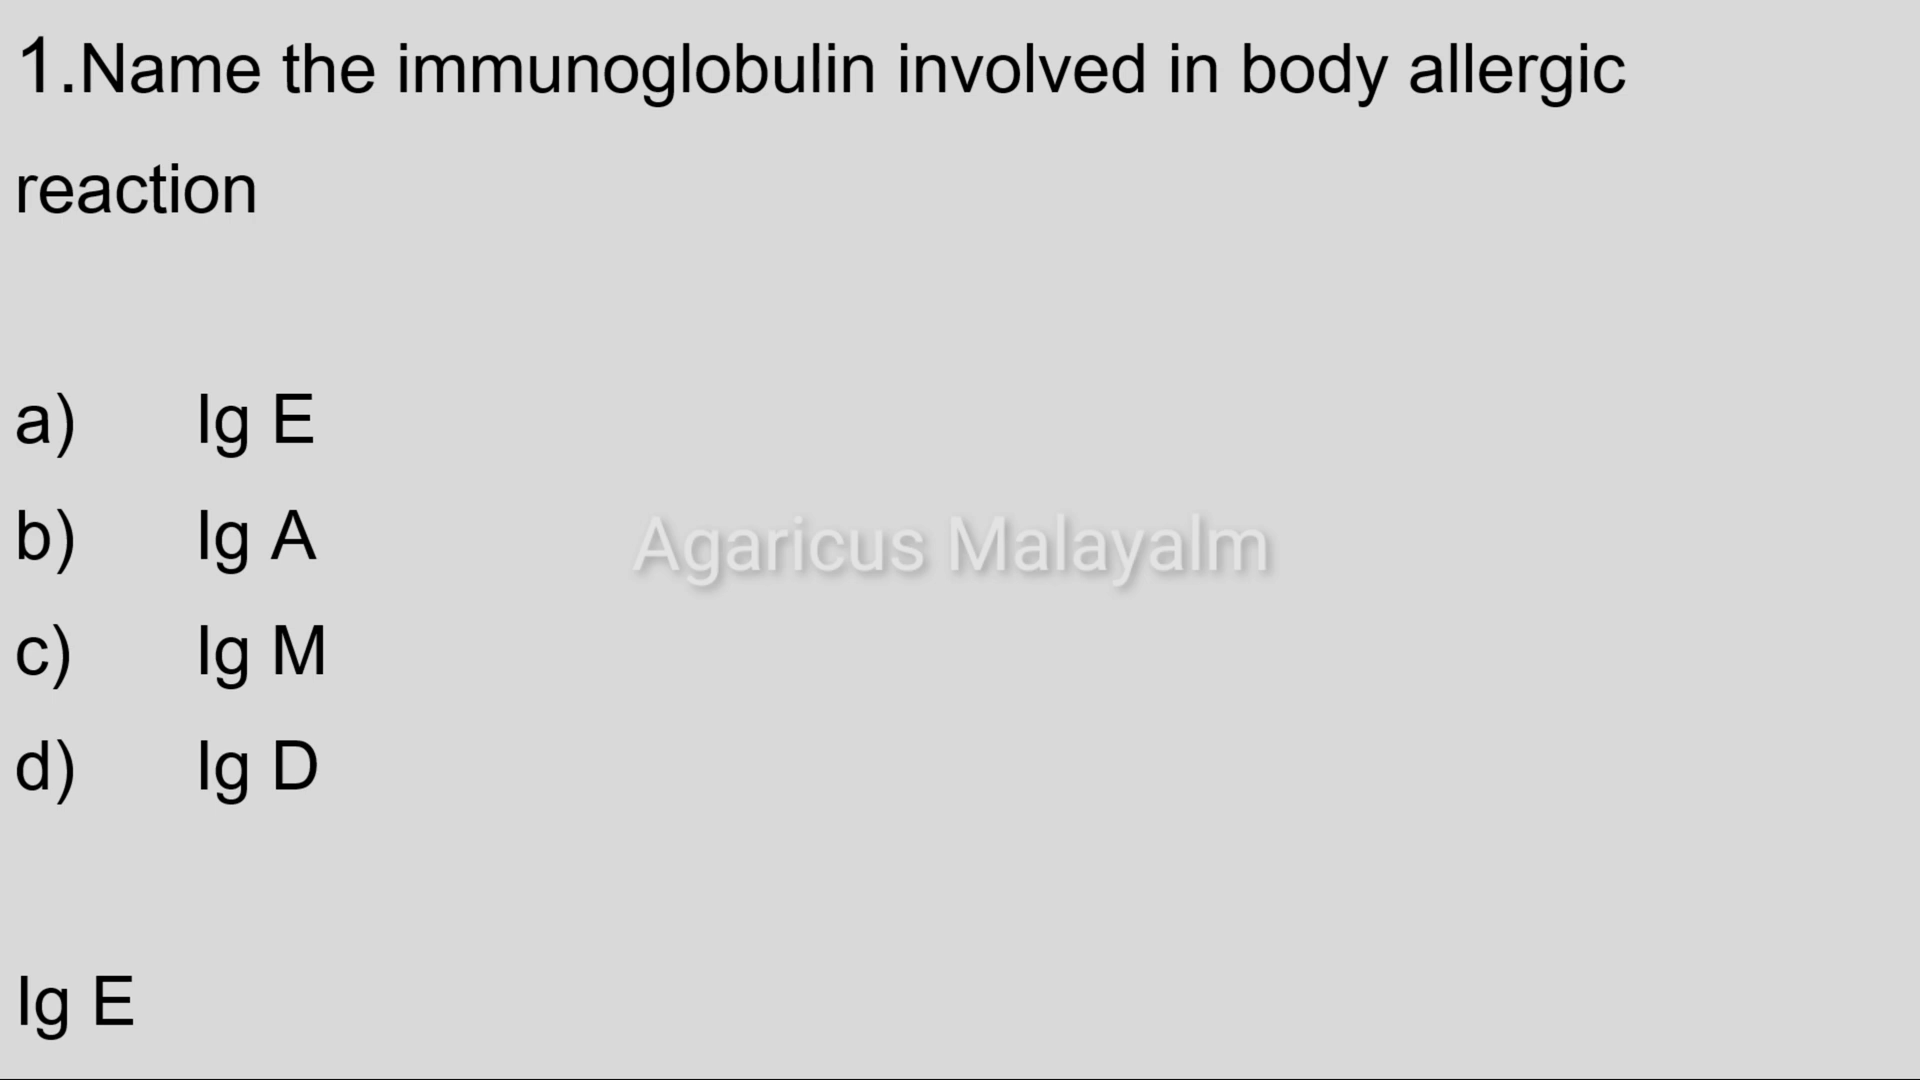 1.Name the immunoglobulin involved in body allergic
reaction
a) Ig E
b) Ig A
Agaricus Malayalm
c) Ig M
d) Ig D
Ig E